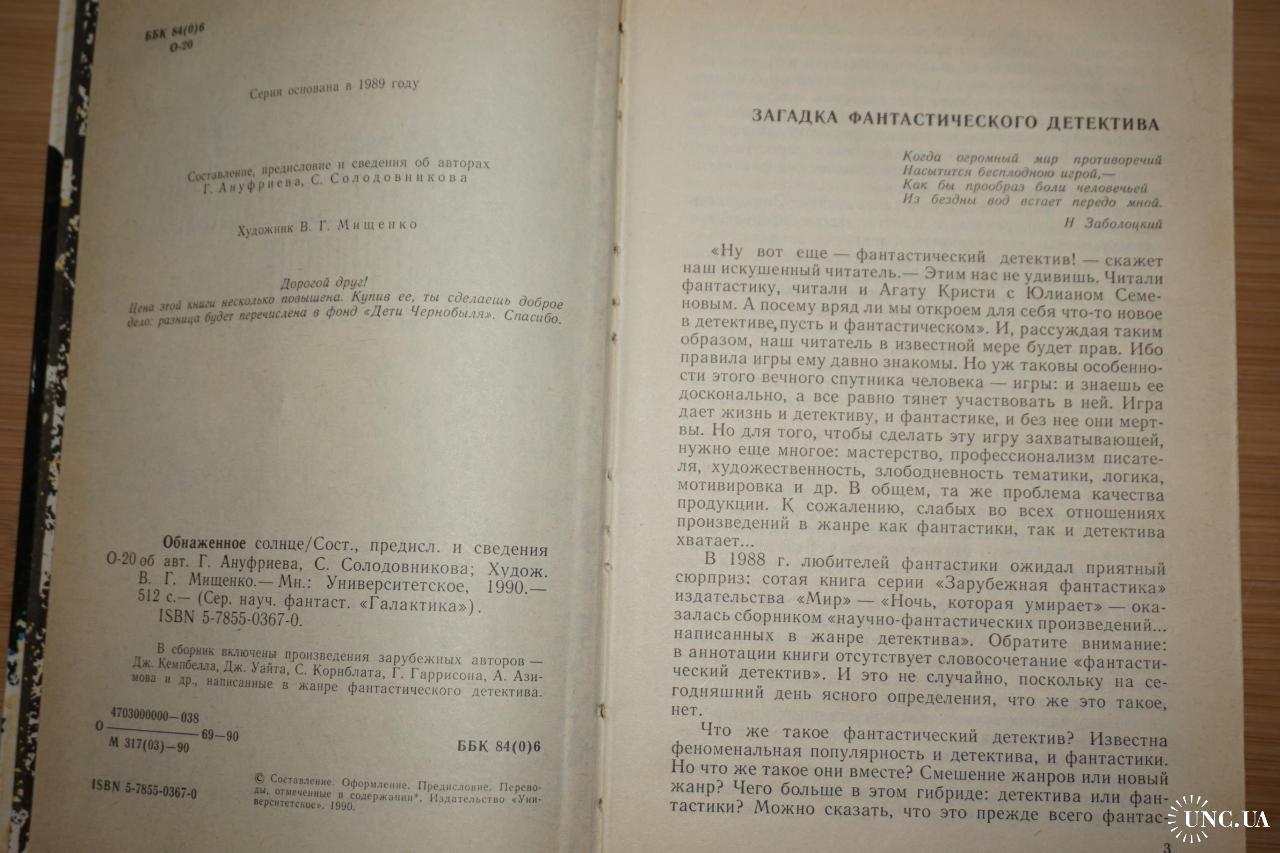 ББК 84(0)6
О-20
Серия основана в 1989 году
Составление, предисловие и сведения об авторах
Г. Ануфриева, С. Солодовникова
Художник В. Г. Мищенко
Дорогой друг!
Цена этой книги несколько повышена. Купив ее, ты сделаешь доброе
дело: разница будет перечислена в фонд «Дети Чернобыля». Спасибо.
Обнаженное солнце/Сост., предисл. и сведения
О-20 об авт. Г. Ануфриева, С. Солодовникова; Худож.
В. Г. Мищенко.— Мн.: Университетское, 1990.—
512 с.— (Сер. науч. фантаст. «Галактика»).
ISBN 5-7855-0367-0.
В сборник включены произведения зарубежных авторов —
Дж. Кемпбелла, Дж. Уайта, С. Корнблата, Г. Гаррисона, А. Ази-
мова и др., написанные в жанре фантастического детектива.
4703000000—038
О 69—90
М 317(03)—90
ББК 84(0)6
ISBN 5-7855-0367-0
© Составление. Оформление. Предисловие. Перево-
ды, отмеченные в содержании*. Издательство «Уни-
верситетское», 1990.
ЗАГАДКА ФАНТАСТИЧЕСКОГО ДЕТЕКТИВА
Когда огромный мир противоречий
Насытится бесплодною игрой,—
Как бы прообраз боли человечьей
Из бездны вод встает передо мной.
Н Заболоцкий
«Ну вот еще — фантастический детектив! — скажет
наш искушенный читатель.— Этим нас не удивишь. Читали
фантастику, читали и Агату Кристи с Юлианом Семе-
новым. А посему вряд ли мы откроем для себя что-то новое
в детективе, пусть и фантастическом». И, рассуждая таким
образом, наш читатель в известной мере будет прав. Ибо
правила игры ему давно знакомы. Но уж таковы особенно-
сти этого вечного спутника человека — игры: и знаешь ее
досконально, а все равно тянет участвовать в ней. Игра
дает жизнь и детективу, и фантастике, и без нее они мерт-
вы. Но для того, чтобы сделать эту игру захватывающей,
нужно еще многое: мастерство, профессионализм писате-
ля, художественность, злободневность тематики, логика,
мотивировка и др. В общем, та же проблема качества
продукции. К сожалению, слабых во всех отношениях
произведений в жанре как фантастики, так и детектива
хватает...
В 1988 г. любителей фантастики ожидал приятный
сюрприз: сотая книга серии «Зарубежная фантастика»
издательства «Мир» — «Ночь, которая умирает» — ока-
залась сборником «научно-фантастических произведений...
написанных в жанре детектива». Обратите внимание:
в аннотации книги отсутствует словосочетание «фантасти-
ческий детектив». И это не случайно, поскольку на се-
годняшний день ясного определения, что же это такое,
нет.
Что же такое фантастический детектив? Известна
феноменальная популярность и детектива, и фантастики.
Но что же такое они вместе? Смешение жанров или новый
жанр? Чего больше в этом гибриде: детектива или фан-
тастики? Можно сказать, что это прежде всего фантас-
3
UNC.UA